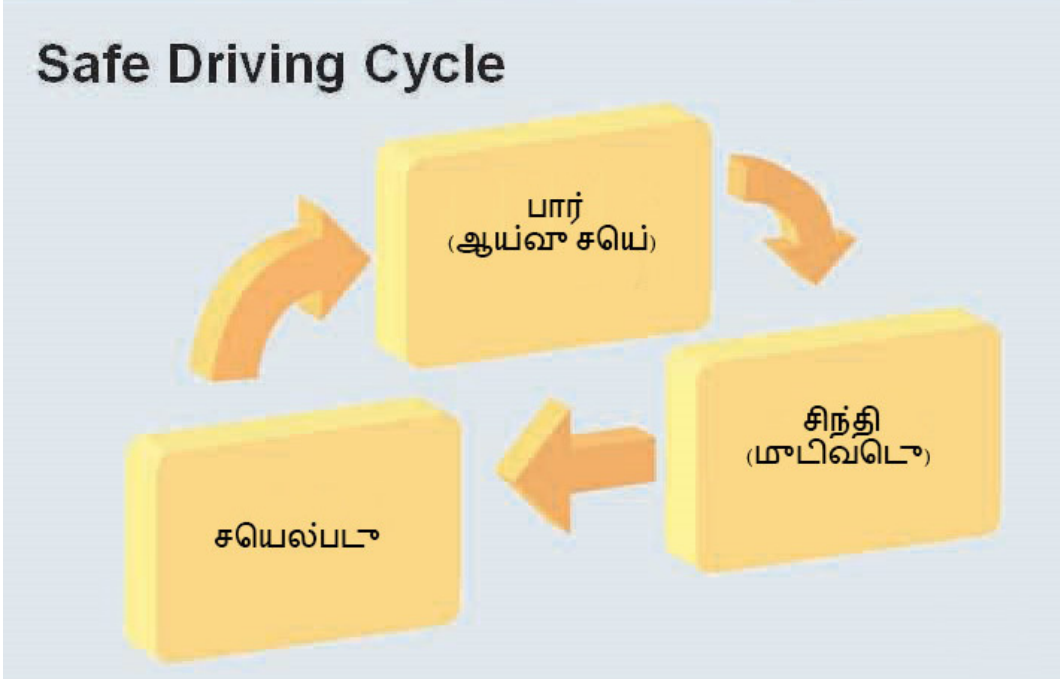 Safe Driving Cycle
பார்
(ஆய்வு செய்)
சிந்தி
(முடிவெடு)
செயல்படு